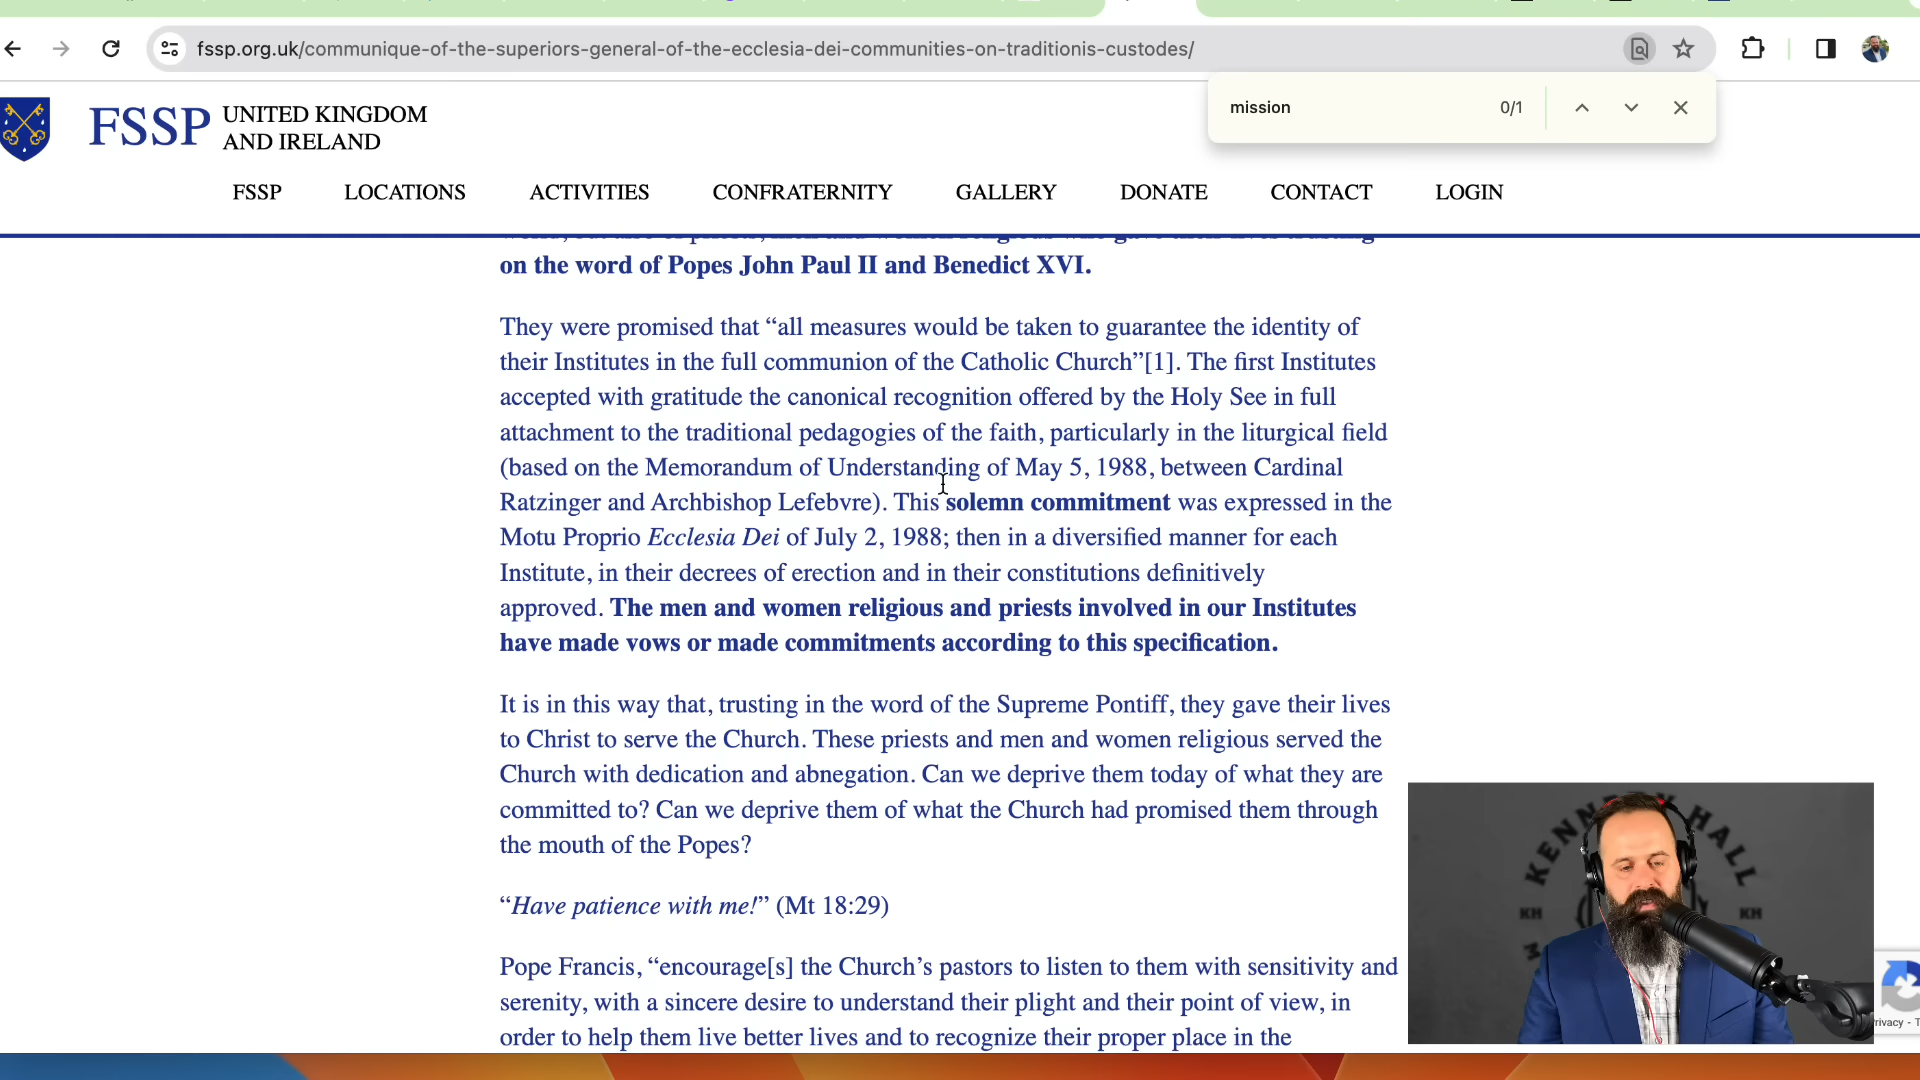 fssp.org.uk/communique-of-the-superiors-general-of-the-ecclesia-dei-communities-on-traditionis-custodes/
mission 0/1
FSSP UNITED KINGDOM
AND IRELAND
FSSP LOCATIONS ACTIVITIES CONFRATERNITY GALLERY DONATE CONTACT LOGIN
on the word of Popes John Paul II and Benedict XVI.
They were promised that “all measures would be taken to guarantee the identity of
their Institutes in the full communion of the Catholic Church”[1]. The first Institutes
accepted with gratitude the canonical recognition offered by the Holy See in full
attachment to the traditional pedagogies of the faith, particularly in the liturgical field
(based on the Memorandum of Understanding of May 5, 1988, between Cardinal
Ratzinger and Archbishop Lefebvre). This solemn commitment was expressed in the
Motu Proprio Ecclesia Dei of July 2, 1988; then in a diversified manner for each
Institute, in their decrees of erection and in their constitutions definitively
approved. The men and women religious and priests involved in our Institutes
have made vows or made commitments according to this specification.
It is in this way that, trusting in the word of the Supreme Pontiff, they gave their lives
to Christ to serve the Church. These priests and men and women religious served the
Church with dedication and abnegation. Can we deprive them today of what they are
committed to? Can we deprive them of what the Church had promised them through
the mouth of the Popes?
“Have patience with me!” (Mt 18:29)
Pope Francis, “encourage[s] the Church’s pastors to listen to them with sensitivity and
serenity, with a sincere desire to understand their plight and their point of view, in
order to help them live better lives and to recognize their proper place in the
KENNEDY HALL
KH KH